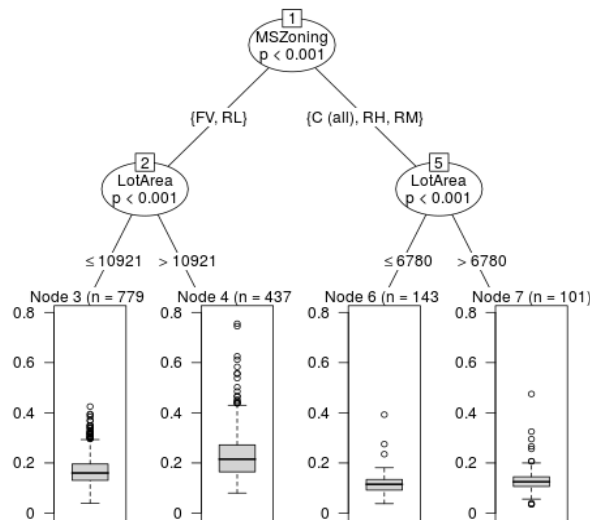 1
MSZoning
p < 0.001
{FV, RL} {C (all), RH, RM}
2 5
LotArea LotArea
p < 0.001 p < 0.001
≤ 10921 > 10921 ≤ 6780 > 6780
Node 3 (n = 779 Node 4 (n = 437 Node 6 (n = 143 Node 7 (n = 101)
0.8 0.8 0.8 0.8
0.6 0.6 0.6 0.6
0.4 0.4 0.4 0.4
0.2 0.2 0.2 0.2
0 0 0 0